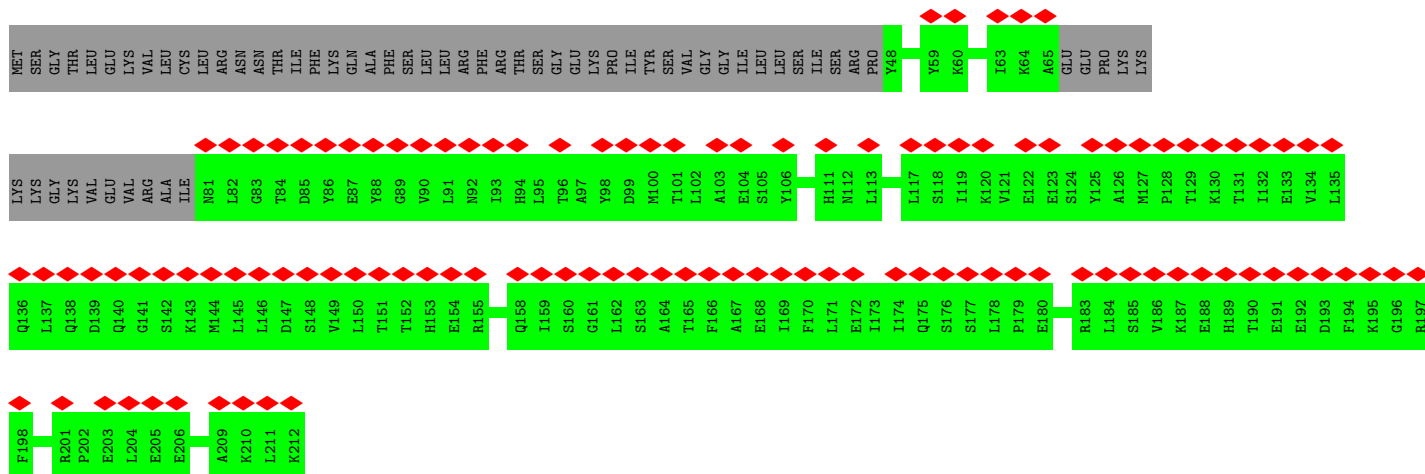 MET SER GLY THR LEU GLU LYS VAL LEU CYS LEU ARG ASN ASN THR ILE PHE LYS GLN ALA PHE SER LEU LEU ARG PHE ARG THR SER GLY GLU LYS PRO ILE TYR SER VAL GLY GLY ILE LEU LEU SER ILE SER ARG PRO Y48 Y59 K60 I63 K64 A65 GLU GLU PRO LYS LYS
LYS LYS GLY LYS VAL GLU VAL ARG ALA ILE N81 L82 G83 T84 D85 Y86 E87 Y88 G89 V90 L91 N92 I93 H94 L95 T96 A97 Y98 D99 M100 T101 L102 A103 E104 S105 Y106 H111 N112 L113 L117 S118 I119 K120 V121 E122 E123 S124 Y125 A126 M127 P128 T129 K130 T131 I132 E133 V134 L135
Q136 L137 Q138 D139 Q140 G141 S142 K143 M144 L145 L146 D147 S148 V149 L150 T151 T152 H153 E154 R155 Q158 I159 S160 G161 L162 S163 A164 T165 F166 A167 E168 I169 F170 L171 E172 I173 I174 Q175 S176 S177 L178 P179 E180 R183 L184 S185 V186 K187 E188 H189 T190 E191 E192 D193 F194 K195 G196 R197
F198 R201 P202 E203 L204 E205 E206 A209 K210 L211 K212